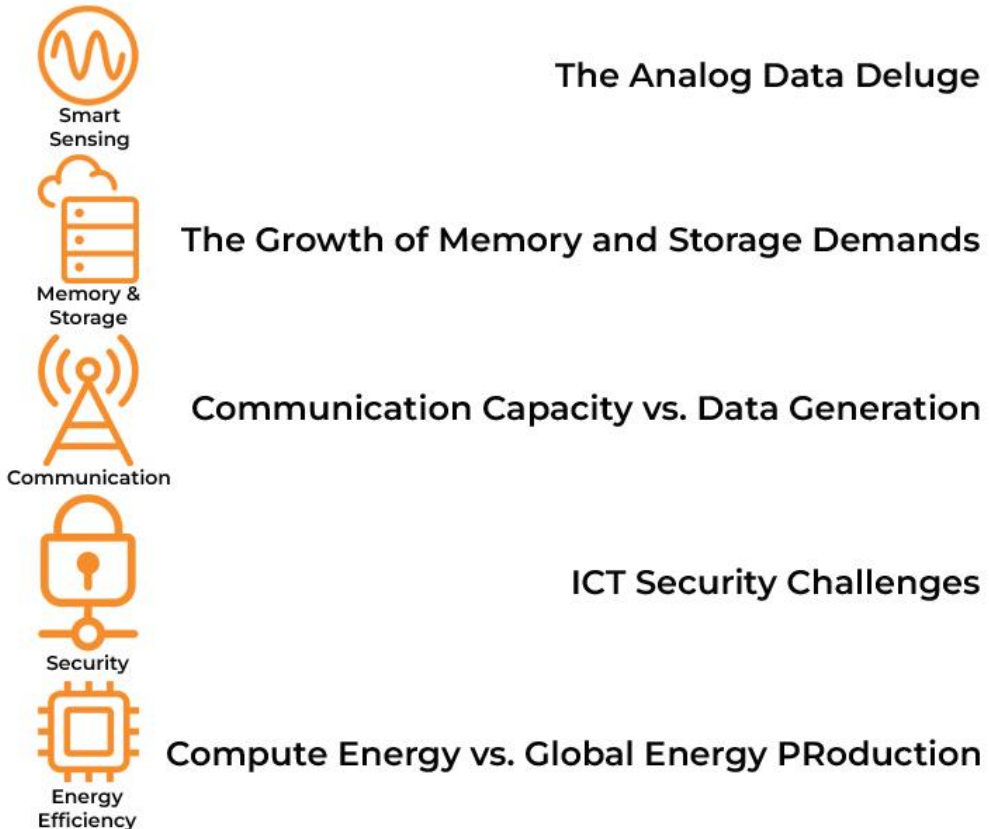 The Analog Data Deluge
Smart
Sensing
The Growth of Memory and Storage Demands
Memory &
Storage
Communication Capacity vs. Data Generation
Communication
ICT Security Challenges
Security
Compute Energy vs. Global Energy PRoduction
Energy
Efficiency